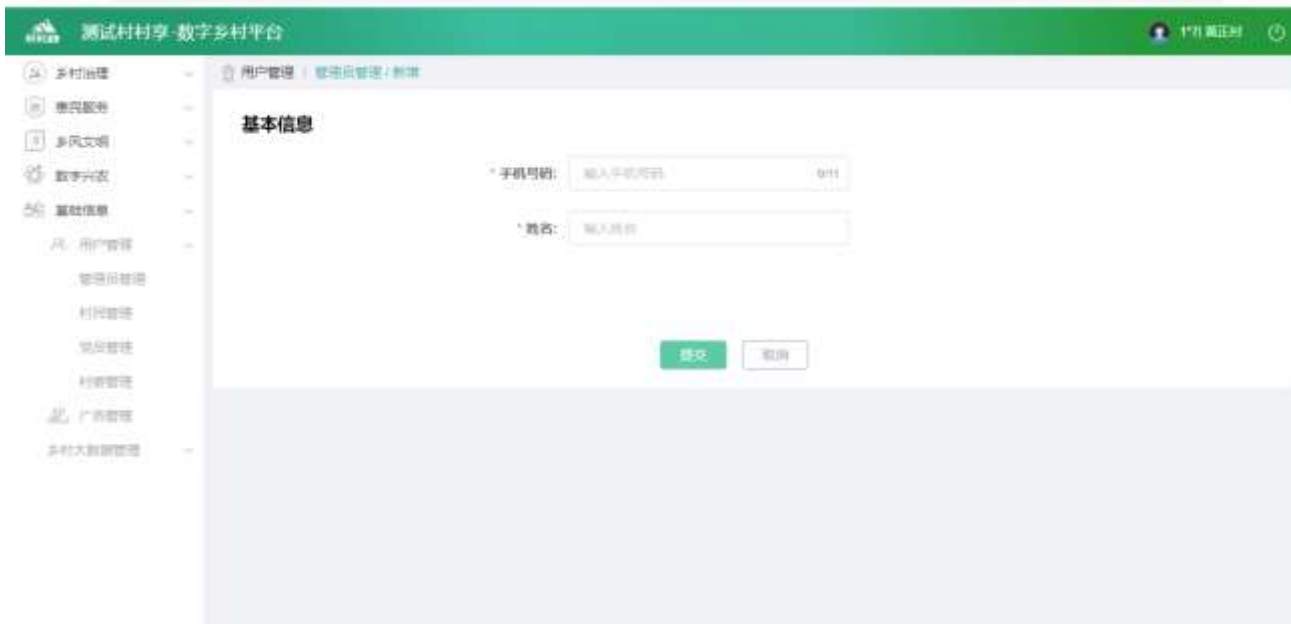 测试村村享-数字乡村平台
乡村治理
惠民服务
乡风文明
数字兴农
基础信息
用户管理
管理员管理
村民管理
党员管理
村委管理
广告管理
乡村大数据管理
用户管理 / 管理员管理 / 新增
基本信息
* 手机号码: 输入手机号码 0/11
* 姓名: 输入姓名
提交 取消